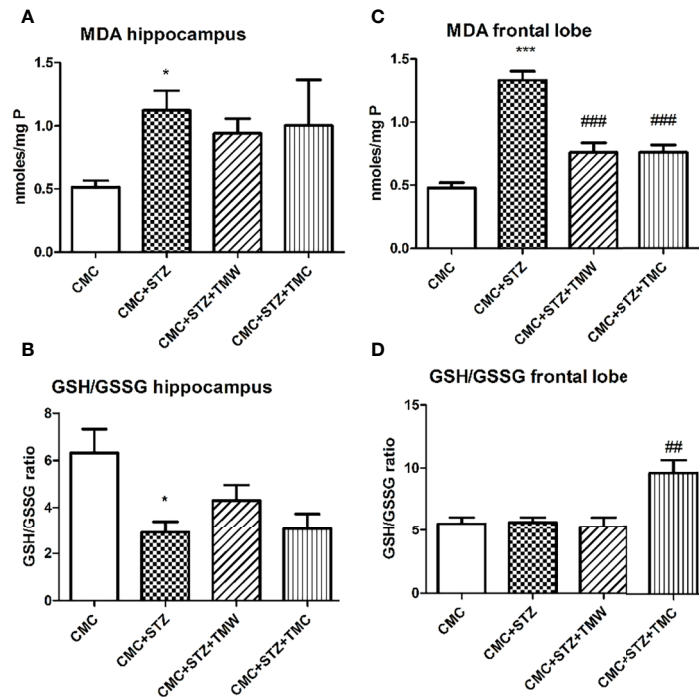 A
MDA hippocampus
nmoles/mg P
1.5
1.0
0.5
0.0
*
CMC
CMC+STZ
CMC+STZ+TMW
CMC+STZ+TMC
C
MDA frontal lobe
nmoles/mg P
1.5
1.0
0.5
0.0
***
###
###
CMC
CMC+STZ
CMC+STZ+TMW
CMC+STZ+TMC
B
GSH/GSSG hippocampus
GSH/GSSG ratio
8
6
4
2
0
*
CMC
CMC+STZ
CMC+STZ+TMW
CMC+STZ+TMC
D
GSH/GSSG frontal lobe
GSH/GSSG ratio
15
10
5
0
##
CMC
CMC+STZ
CMC+STZ+TMW
CMC+STZ+TMC